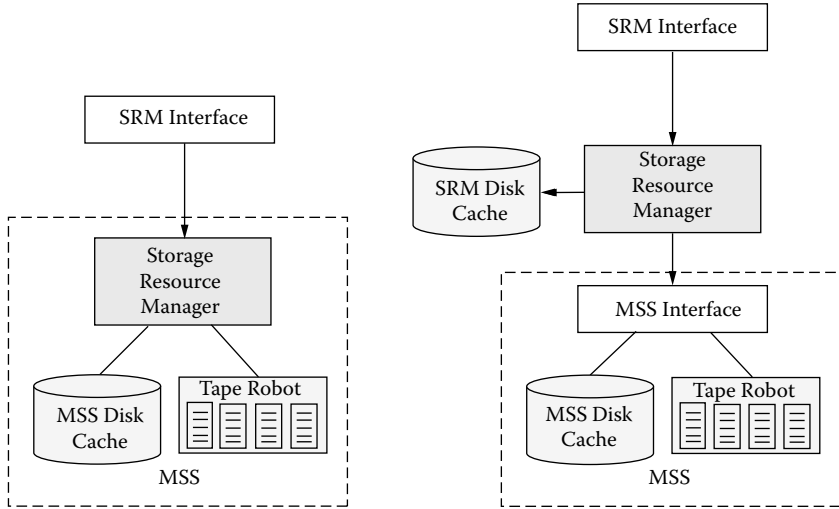 SRM Interface
Storage
Resource
Manager
MSS Disk
Cache
Tape Robot
MSS
SRM Interface
SRM Disk
Cache
Storage
Resource
Manager
MSS Interface
MSS Disk
Cache
Tape Robot
MSS